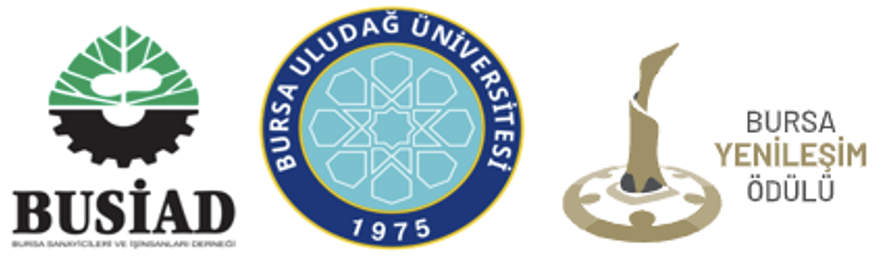 BUSİAD
BURSA SANAYİCİLERİ VE İŞİNSANLARI DERNEĞİ
BURSA ULUDAĞ ÜNİVERSİTESİ
1975
BURSA
YENİLEŞİM
ÖDÜLÜ